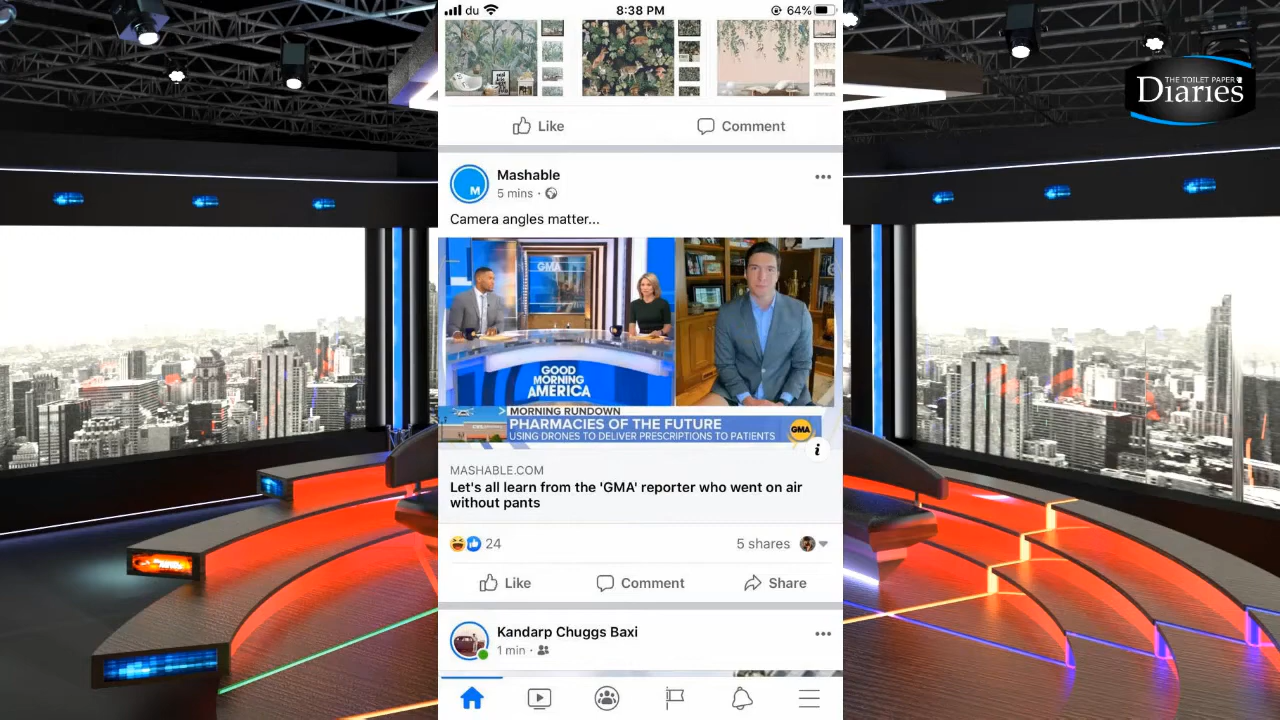 du
8:38 PM
64%
THE TOILET PAPER
Diaries
Like
Comment
M
Mashable
5 mins ·
Camera angles matter...
GMA
GOOD
MORNING
AMERICA
MORNING RUNDOWN
PHARMACIES OF THE FUTURE
USING DRONES TO DELIVER PRESCRIPTIONS TO PATIENTS
GMA
i
MASHABLE.COM
Let's all learn from the 'GMA' reporter who went on air
without pants
24
5 shares
Like
Comment
Share
Kandarp Chuggs Baxi
1 min ·